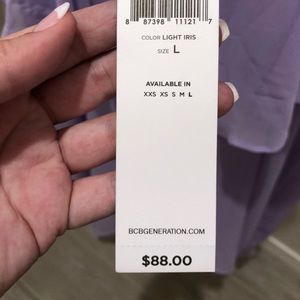 8 87398 11121 7
COLOR LIGHT IRIS
SIZE L
AVAILABLE IN
XXS XS S M L
BCBGENERATION.COM
$88.00